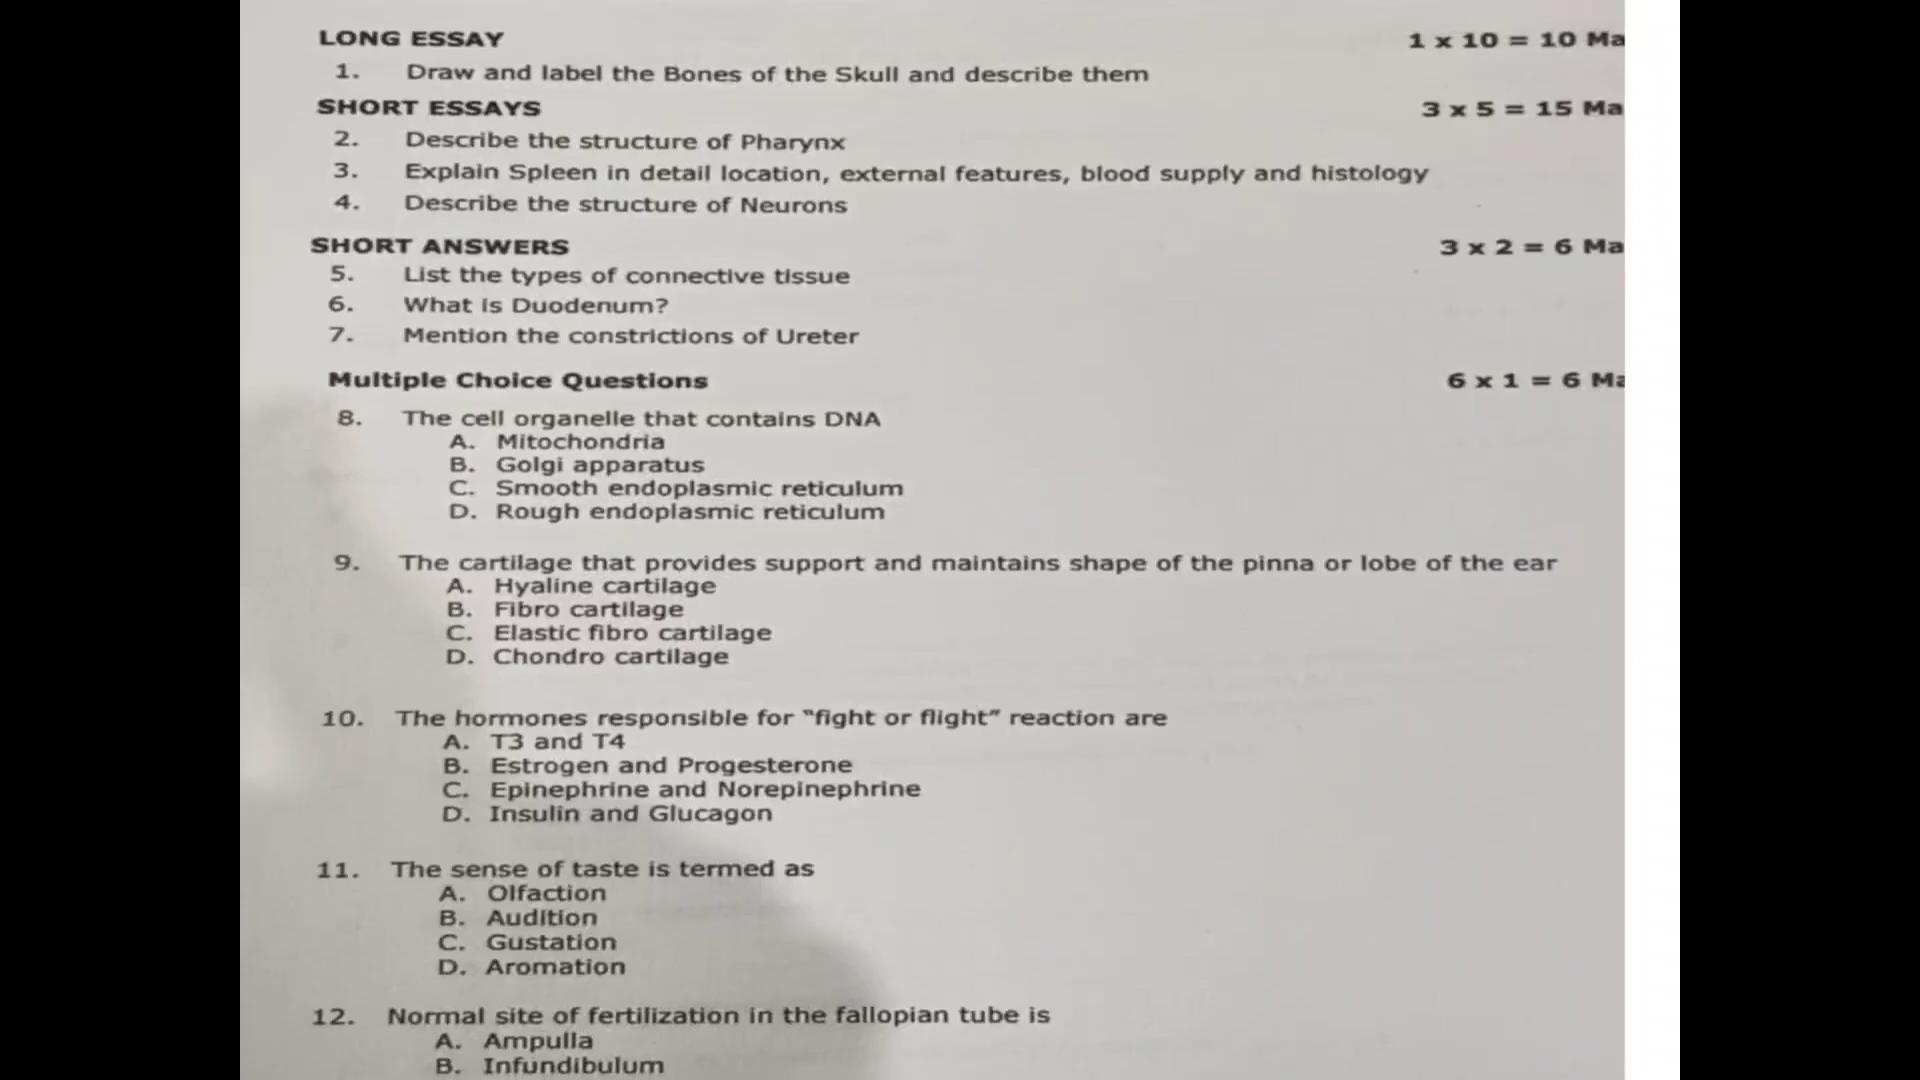 LONG ESSAY 1 x 10 = 10 Ma
1. Draw and label the Bones of the Skull and describe them
SHORT ESSAYS 3 x 5 = 15 Ma
2. Describe the structure of Pharynx
3. Explain Spleen in detail location, external features, blood supply and histology
4. Describe the structure of Neurons
SHORT ANSWERS 3 x 2 = 6 Ma
5. List the types of connective tissue
6. What is Duodenum?
7. Mention the constrictions of Ureter
Multiple Choice Questions 6 x 1 = 6 Ma
8. The cell organelle that contains DNA
A. Mitochondria
B. Golgi apparatus
C. Smooth endoplasmic reticulum
D. Rough endoplasmic reticulum
9. The cartilage that provides support and maintains shape of the pinna or lobe of the ear
A. Hyaline cartilage
B. Fibro cartilage
C. Elastic fibro cartilage
D. Chondro cartilage
10. The hormones responsible for “fight or flight” reaction are
A. T3 and T4
B. Estrogen and Progesterone
C. Epinephrine and Norepinephrine
D. Insulin and Glucagon
11. The sense of taste is termed as
A. Olfaction
B. Audition
C. Gustation
D. Aromation
12. Normal site of fertilization in the fallopian tube is
A. Ampulla
B. Infundibulum